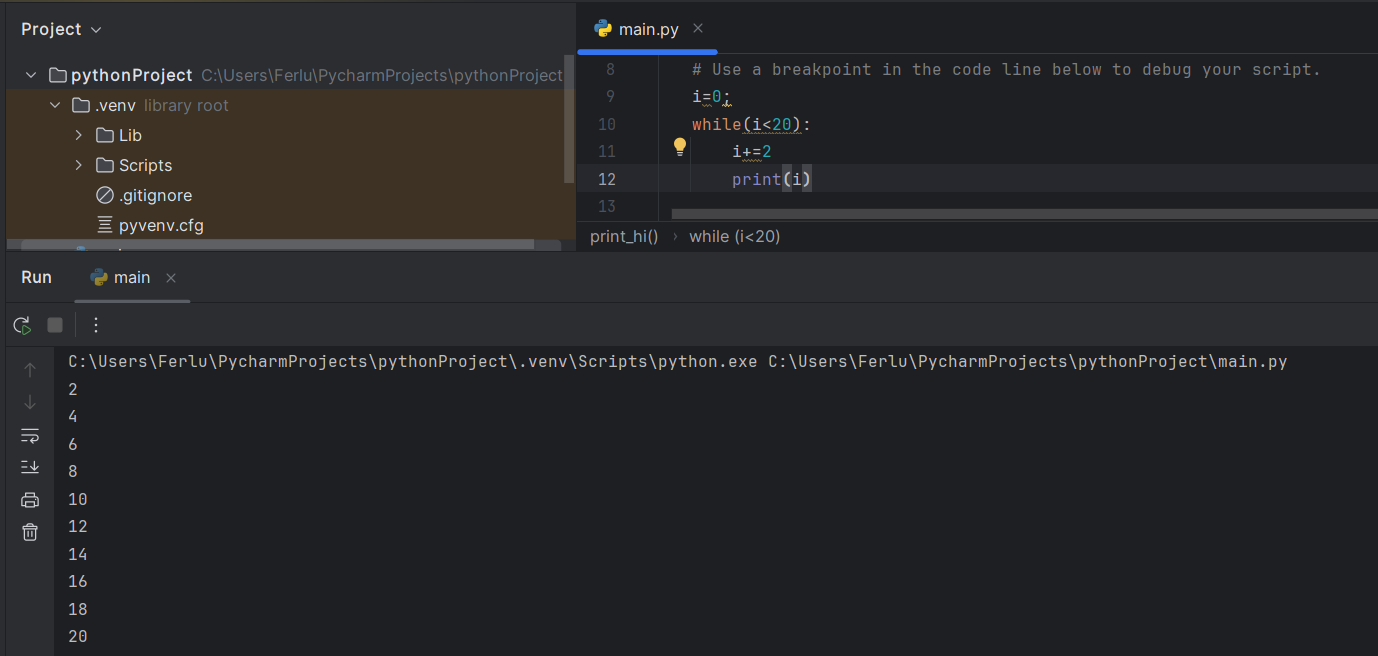 Project
pythonProject C:\Users\Ferlu\PycharmProjects\pythonProject
.venv library root
Lib
Scripts
.gitignore
pyvenv.cfg
main.py
8 # Use a breakpoint in the code line below to debug your script.
9 i=0;
10 while(i<20):
11 i+=2
12 print(i)
13
print_hi() › while (i<20)
Run main
C:\Users\Ferlu\PycharmProjects\pythonProject\.venv\Scripts\python.exe C:\Users\Ferlu\PycharmProjects\pythonProject\main.py
2
4
6
8
10
12
14
16
18
20